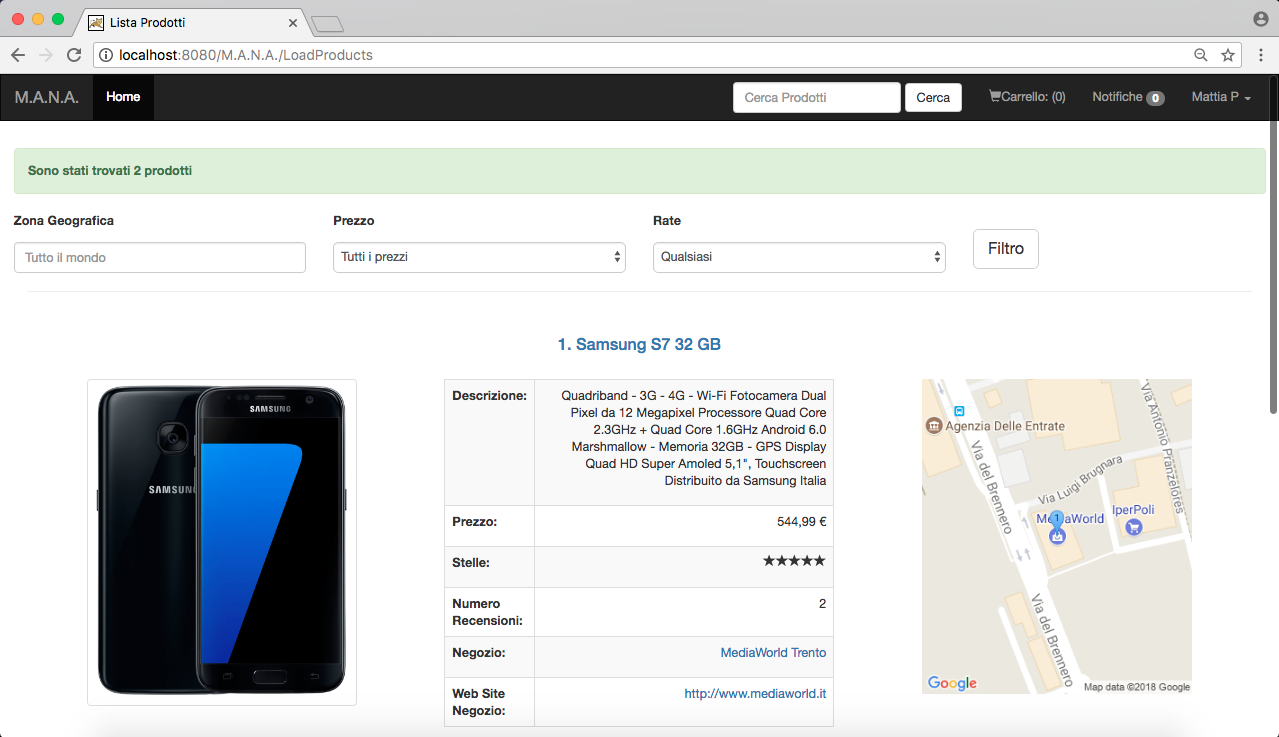 Lista Prodotti
localhost:8080/M.A.N.A./LoadProducts
M.A.N.A.
Home
Cerca Prodotti
Cerca
Carrello: (0)
Notifiche 0
Mattia P
Sono stati trovati 2 prodotti
Zona Geografica
Prezzo
Rate
Tutto il mondo
Tutti i prezzi
Qualsiasi
Filtro
1. Samsung S7 32 GB
SAMSUNG
SAMSUN
Descrizione:
Quadriband - 3G - 4G - Wi-Fi Fotocamera Dual
Pixel da 12 Megapixel Processore Quad Core
2.3GHz + Quad Core 1.6GHz Android 6.0
Marshmallow - Memoria 32GB - GPS Display
Quad HD Super Amoled 5,1", Touchscreen
Distribuito da Samsung Italia
Prezzo:
544,99 €
Stelle:
★★★★★
Numero
Recensioni:
2
Negozio:
MediaWorld Trento
Web Site
Negozio:
http://www.mediaworld.it
Agenzia Delle Entrate
Via Antonio Pranzelores
Via del Brennero
Via Luigi Brugnara
MediaWorld
1
IperPoli
Via del Brennero
Google
Map data ©2018 Google